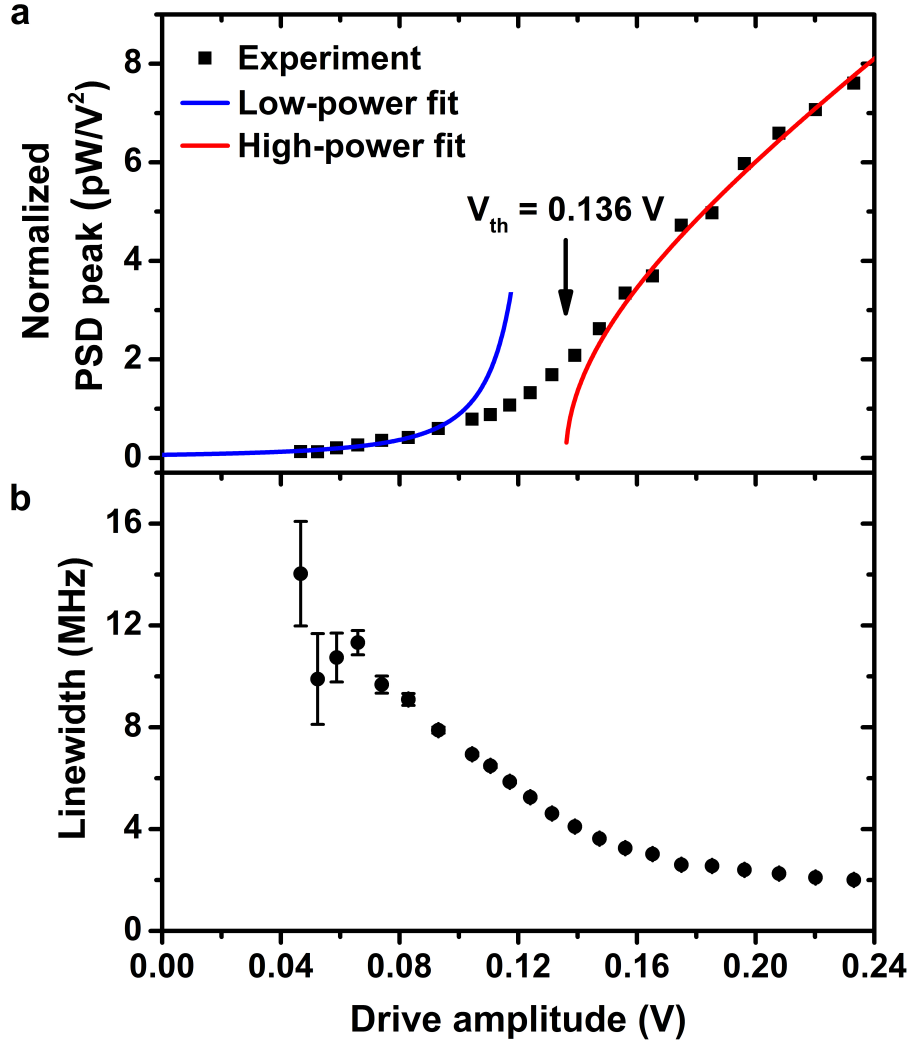 a
Experiment
Low-power fit
High-power fit
V_th = 0.136 V
Normalized
PSD peak (pW/V²)
8
6
4
2
0
b
Linewidth (MHz)
16
12
8
4
0
0.00 0.04 0.08 0.12 0.16 0.20 0.24
Drive amplitude (V)